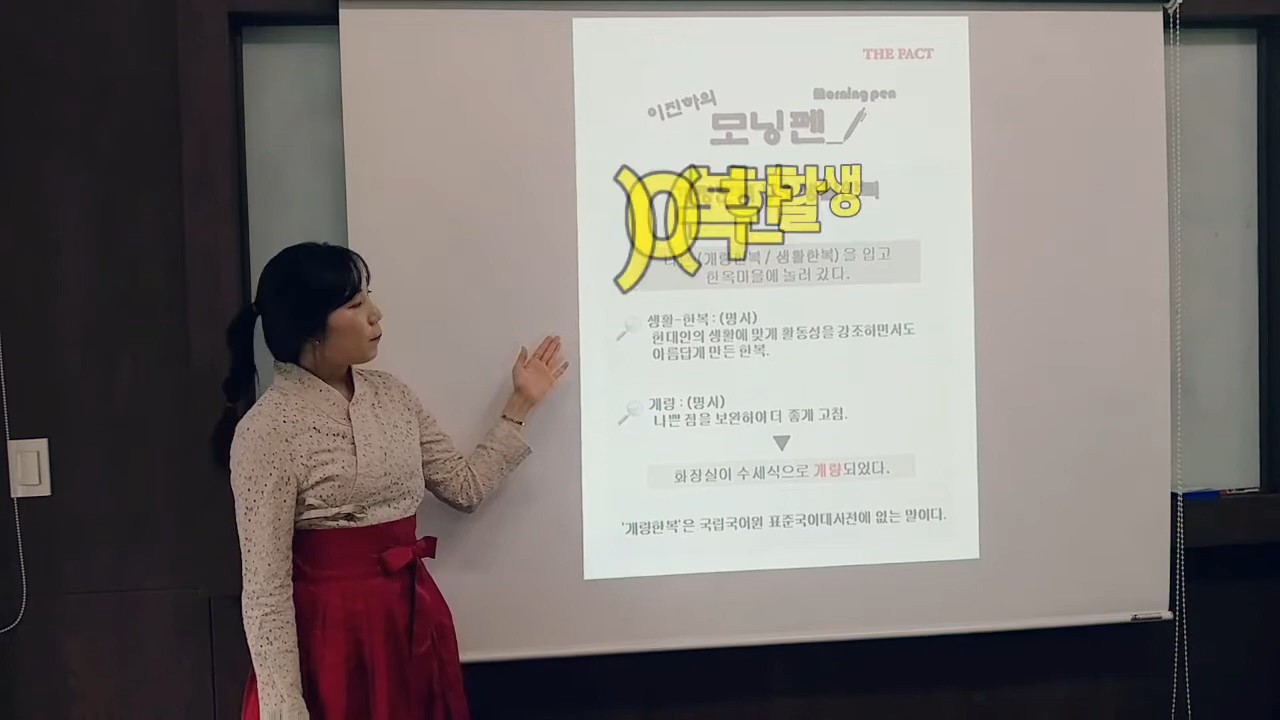 THE FACT
이진하의
Morning pen
모닝펜
생활한복
(개량한복 / 생활한복)을 입고
한옥마을에 놀러 갔다.
생활-한복 : (명사)
현대인의 생활에 맞게 활동성을 강조하면서도
아름답게 만든 한복.
개량 : (명사)
나쁜 점을 보완하여 더 좋게 고침.
화장실이 수세식으로 개량되었다.
'개량한복'은 국립국어원 표준국어대사전에 없는 말이다.